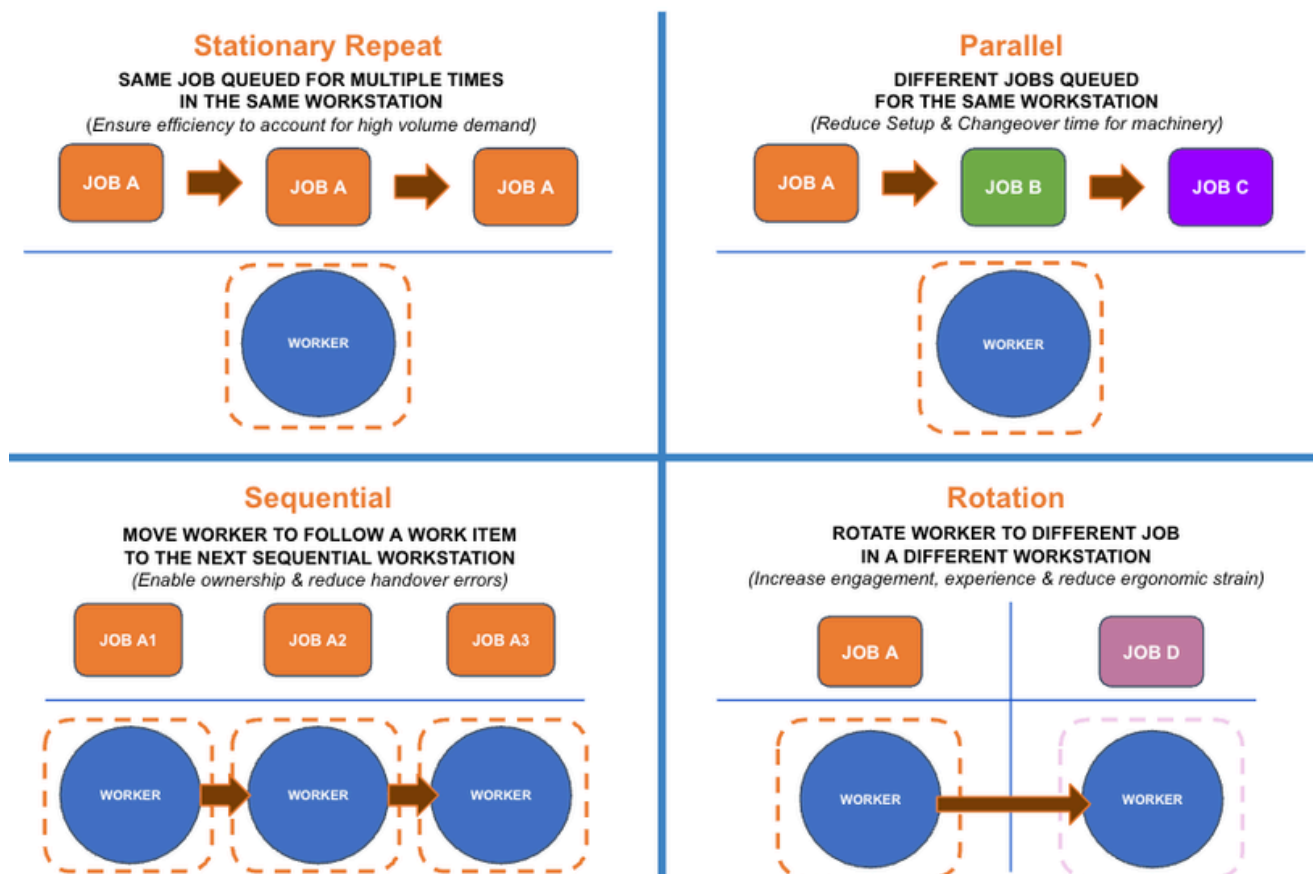 Stationary Repeat
SAME JOB QUEUED FOR MULTIPLE TIMES
IN THE SAME WORKSTATION
(Ensure efficiency to account for high volume demand)
JOB A
JOB A
JOB A
WORKER
Parallel
DIFFERENT JOBS QUEUED
FOR THE SAME WORKSTATION
(Reduce Setup & Changeover time for machinery)
JOB A
JOB B
JOB C
WORKER
Sequential
MOVE WORKER TO FOLLOW A WORK ITEM
TO THE NEXT SEQUENTIAL WORKSTATION
(Enable ownership & reduce handover errors)
JOB A1
JOB A2
JOB A3
WORKER
WORKER
WORKER
Rotation
ROTATE WORKER TO DIFFERENT JOB
IN A DIFFERENT WORKSTATION
(Increase engagement, experience & reduce ergonomic strain)
JOB A
JOB D
WORKER
WORKER